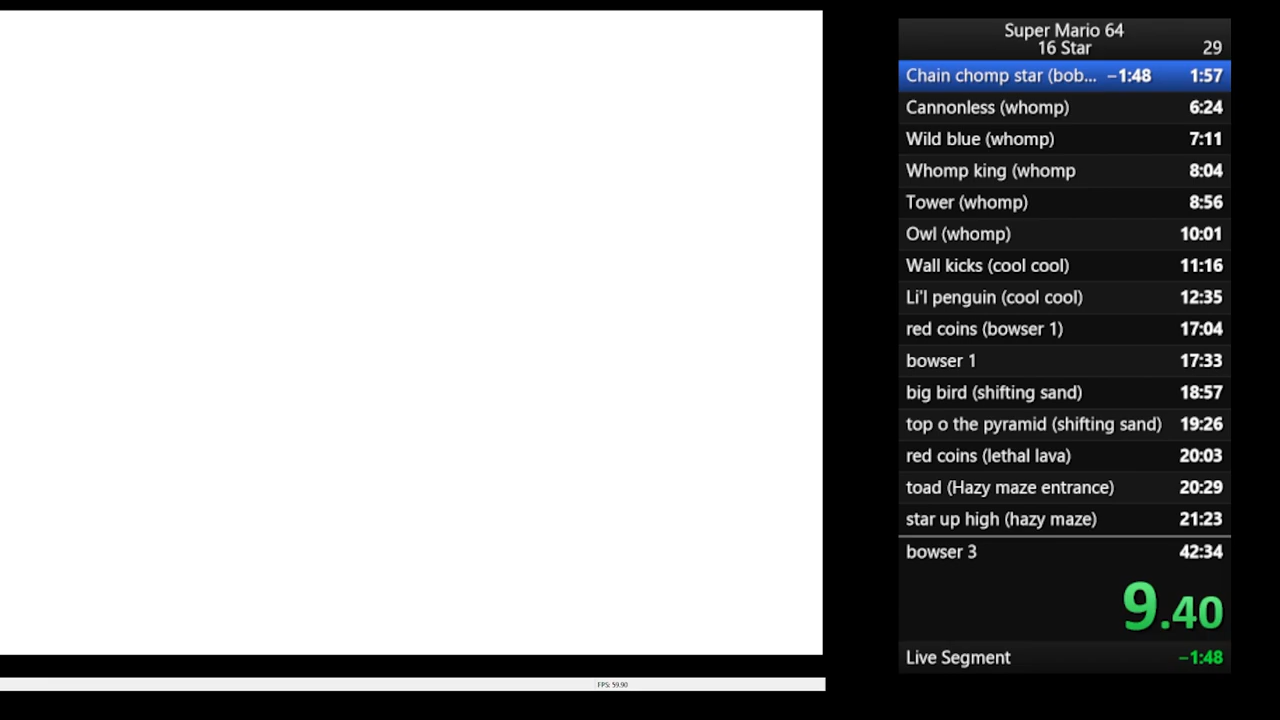 Super Mario 64
16 Star 29
Chain chomp star (bob... −1:48 1:57
Cannonless (whomp) 6:24
Wild blue (whomp) 7:11
Whomp king (whomp 8:04
Tower (whomp) 8:56
Owl (whomp) 10:01
Wall kicks (cool cool) 11:16
Li'l penguin (cool cool) 12:35
red coins (bowser 1) 17:04
bowser 1 17:33
big bird (shifting sand) 18:57
top o the pyramid (shifting sand) 19:26
red coins (lethal lava) 20:03
toad (Hazy maze entrance) 20:29
star up high (hazy maze) 21:23
bowser 3 42:34
9.40
Live Segment −1:48
FPS: 59.90